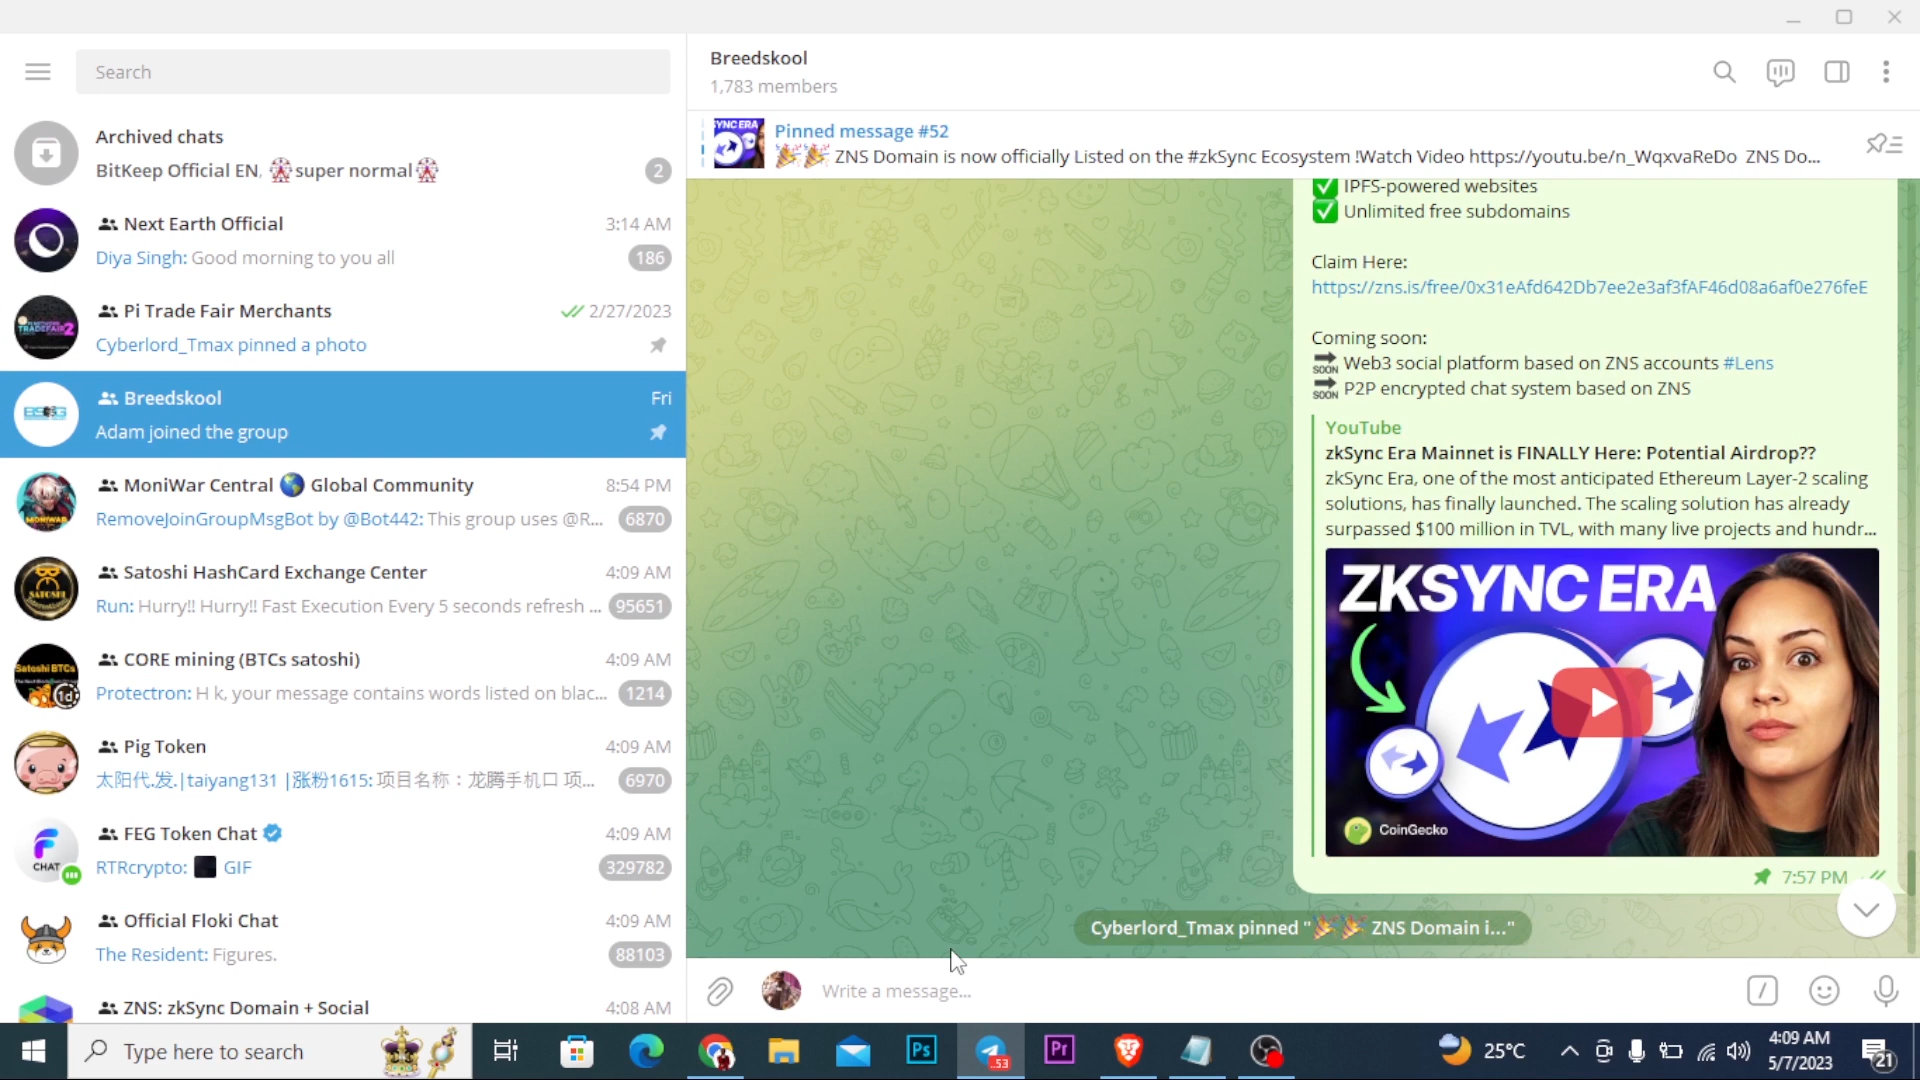 Search
Archived chats
BitKeep Official EN, 🎡super normal🎡
2
Next Earth Official
3:14 AM
Diya Singh: Good morning to you all
186
Pi Trade Fair Merchants
2/27/2023
Cyberlord_Tmax pinned a photo
Breedskool
Fri
Adam joined the group
MoniWar Central 🌎 Global Community
8:54 PM
RemoveJoinGroupMsgBot by @Bot442: This group uses @R...
6870
Satoshi HashCard Exchange Center
4:09 AM
Run: Hurry!! Hurry!! Fast Execution Every 5 seconds refresh ...
95651
CORE mining (BTCs satoshi)
4:09 AM
Protectron: H k, your message contains words listed on blac...
1214
Pig Token
4:09 AM
太阳代.发.|taiyang131 |涨粉1615: 项目名称：龙腾手机口 项...
6970
FEG Token Chat
4:09 AM
RTRcrypto: GIF
329782
Official Floki Chat
4:09 AM
The Resident: Figures.
88103
ZNS: zkSync Domain + Social
4:08 AM
SATOSHI
Satoshi BTCs
1d
MONIWAR
CHAT
Breedskool
1,783 members
Pinned message #52
🎉🎉 ZNS Domain is now officially Listed on the #zkSync Ecosystem !Watch Video https://youtu.be/n_WqxvaReDo ZNS Do...
✅ IPFS-powered websites
✅ Unlimited free subdomains
Claim Here:
https://zns.is/free/0x31eAfd642Db7ee2e3af3fAF46d08a6af0e276feE
Coming soon:
🔜 Web3 social platform based on ZNS accounts #Lens
🔜 P2P encrypted chat system based on ZNS
YouTube
zkSync Era Mainnet is FINALLY Here: Potential Airdrop??
zkSync Era, one of the most anticipated Ethereum Layer-2 scaling
solutions, has finally launched. The scaling solution has already
surpassed $100 million in TVL, with many live projects and hundr...
ZKSYNC ERA
CoinGecko
7:57 PM
Cyberlord_Tmax pinned "🎉🎉 ZNS Domain i..."
Write a message...
Type here to search
Ps
.53
Pr
25°C
4:09 AM
5/7/2023
21